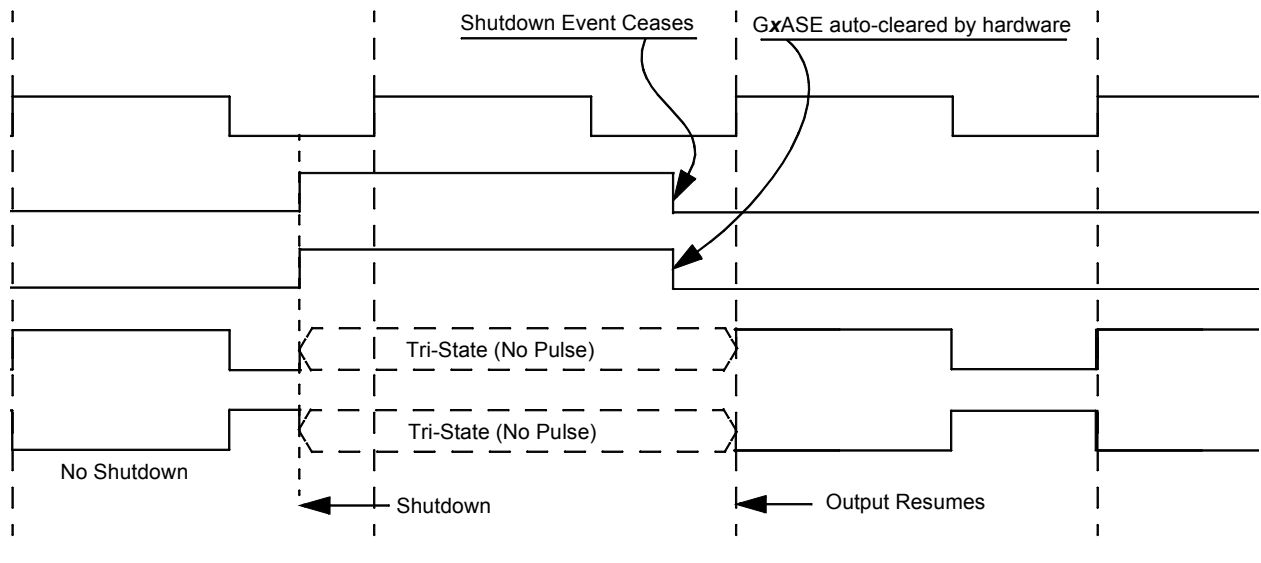 Shutdown Event Ceases
GxASE auto-cleared by hardware
Tri-State (No Pulse)
Tri-State (No Pulse)
No Shutdown
Shutdown
Output Resumes